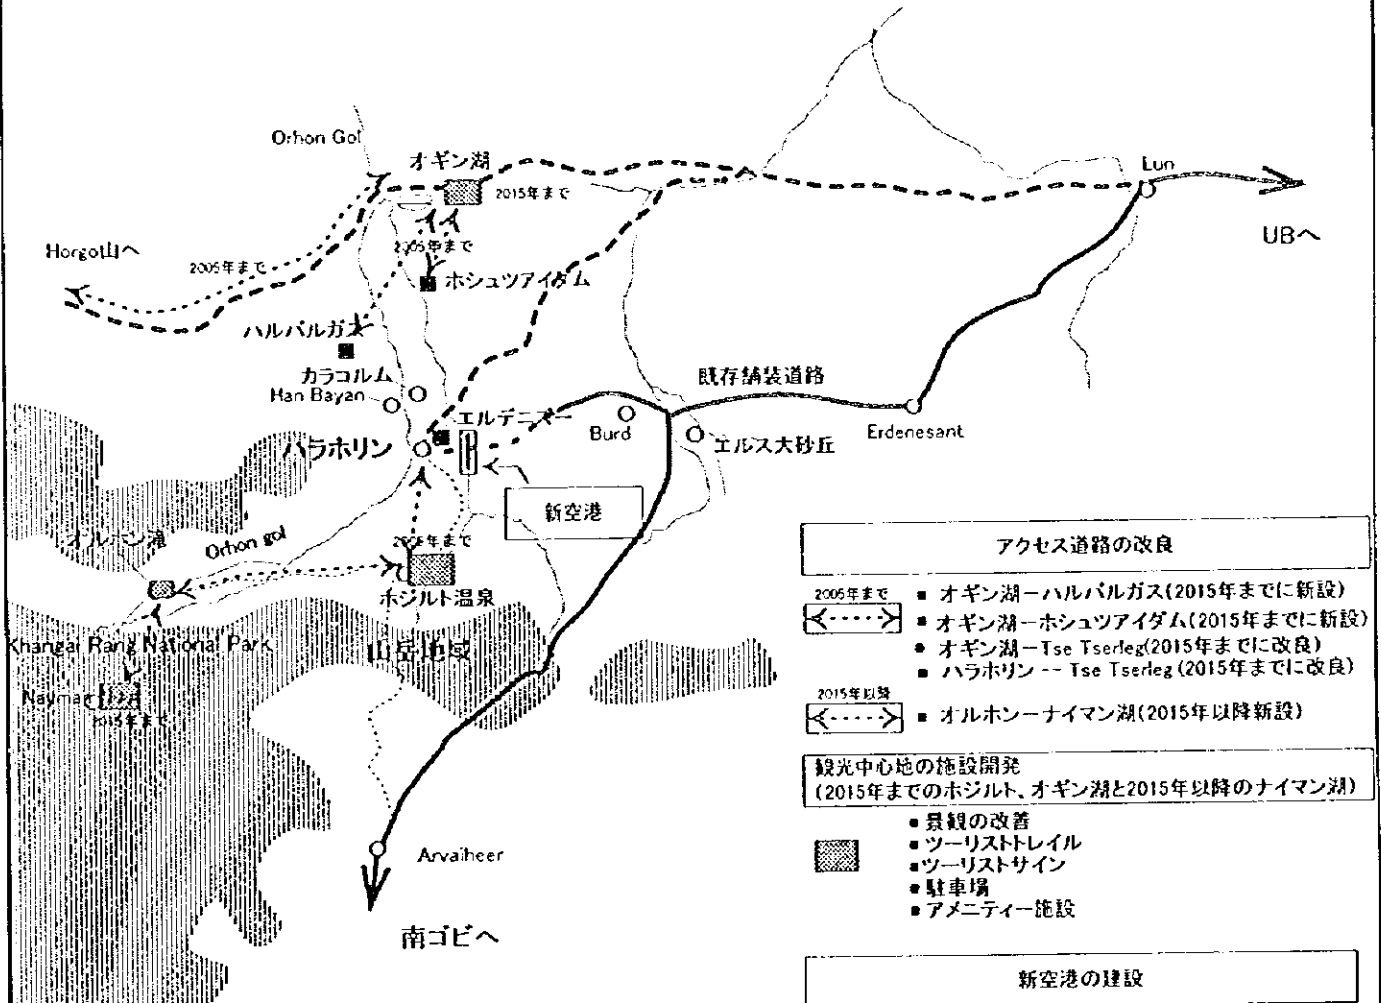 Orhon Gol
オギン湖
2015年まで
Lun
UBへ
Horgot山へ
2005年まで
2005年まで
ホシュツアイダム
ハルバルガス
カラコルム
Han Bayan
既存舗装道路
エルデニズー
Burd
エルス大砂丘
Erdenesant
ハラホリン
新空港
Orhon gol
ホジルト温泉
Khangai Rang National Park
山岳地域
2015年まで
Arvaiheer
南ゴビへ
アクセス道路の改良
2005年まで
■ オギン湖－ハルバルガス(2015年までに新設)
■ オギン湖－ホシュツアイダム(2015年までに新設)
● オギン湖－Tse Tserleg(2015年までに改良)
■ ハラホリン -- Tse Tserleg (2015年までに改良)
2015年以降
■ オルホンーナイマン湖(2015年以降新設)
観光中心地の施設開発
(2015年までのホジルト、オギン湖と2015年以降のナイマン湖)
■ 景観の改善
■ ツーリストトレイル
■ ツーリストサイン
■ 駐車場
■ アメニティー施設
新空港の建設